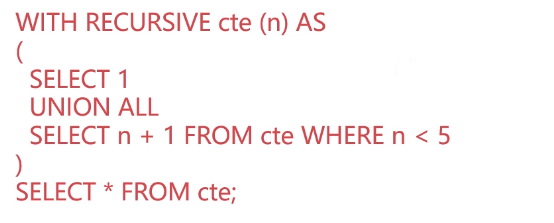 WITH RECURSIVE cte (n) AS
(
  SELECT 1
  UNION ALL
  SELECT n + 1 FROM cte WHERE n < 5
)
SELECT * FROM cte;